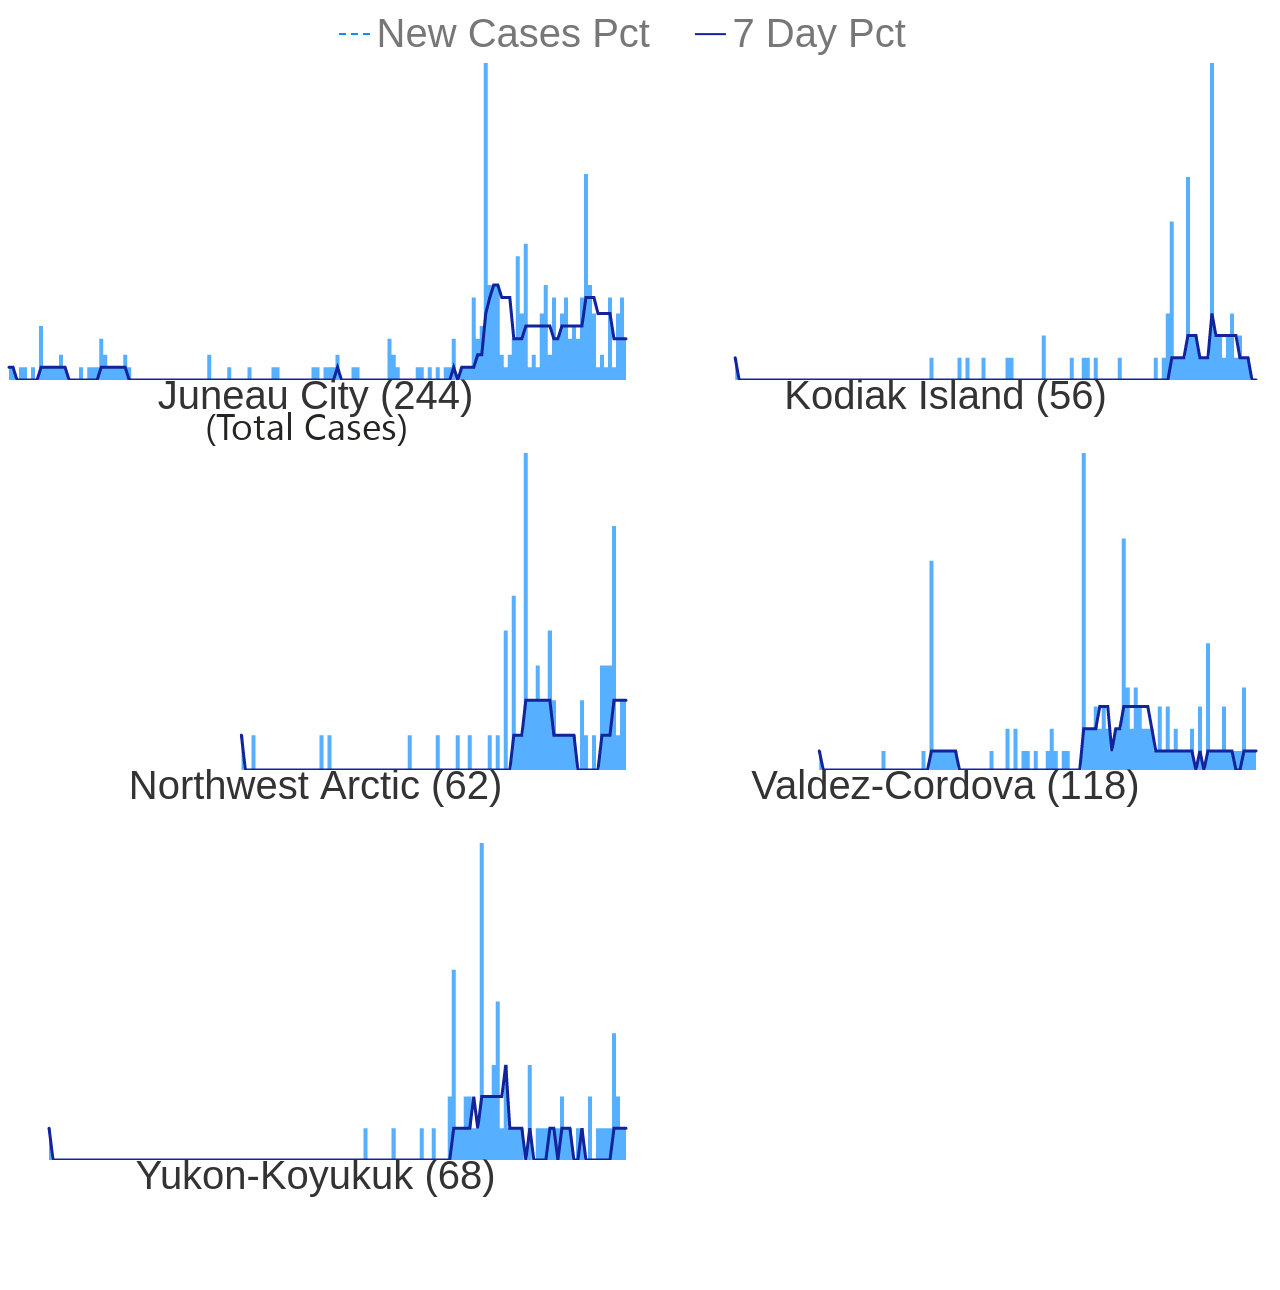 New Cases Pct 7 Day Pct
Juneau City (244)
(Total Cases)
Kodiak Island (56)
Northwest Arctic (62)
Valdez-Cordova (118)
Yukon-Koyukuk (68)